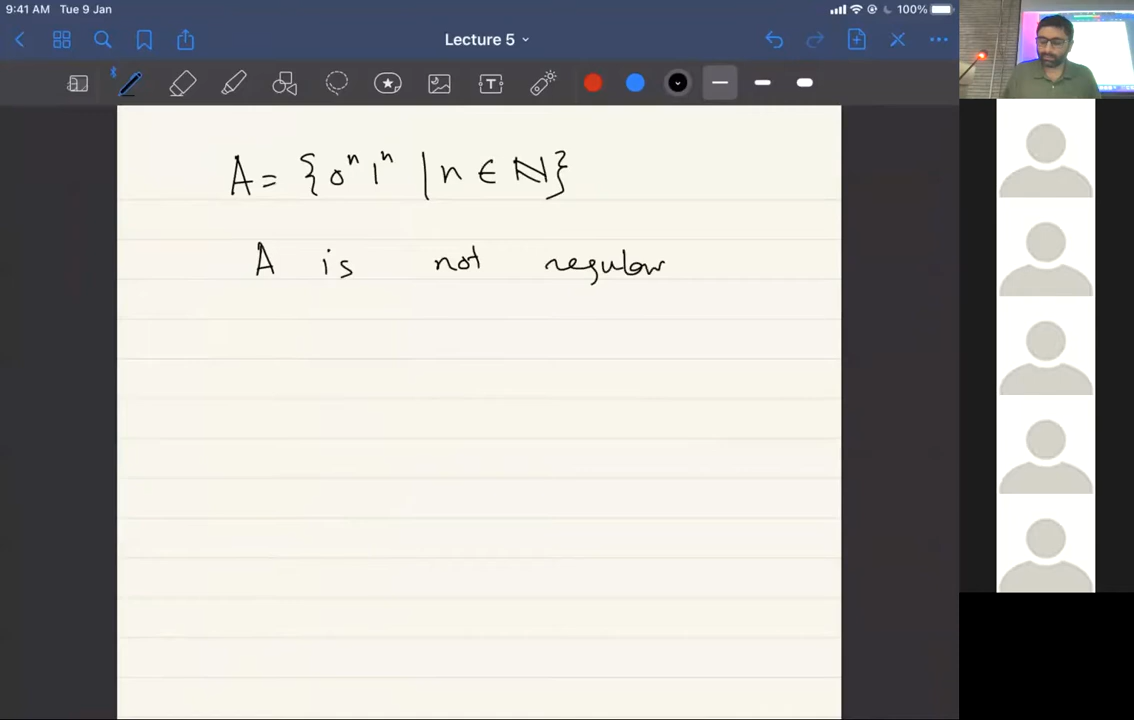 9:41 AM Tue 9 Jan
100%
Lecture 5
T
A = {0ⁿ1ⁿ | n ∈ ℕ}
A is not regular